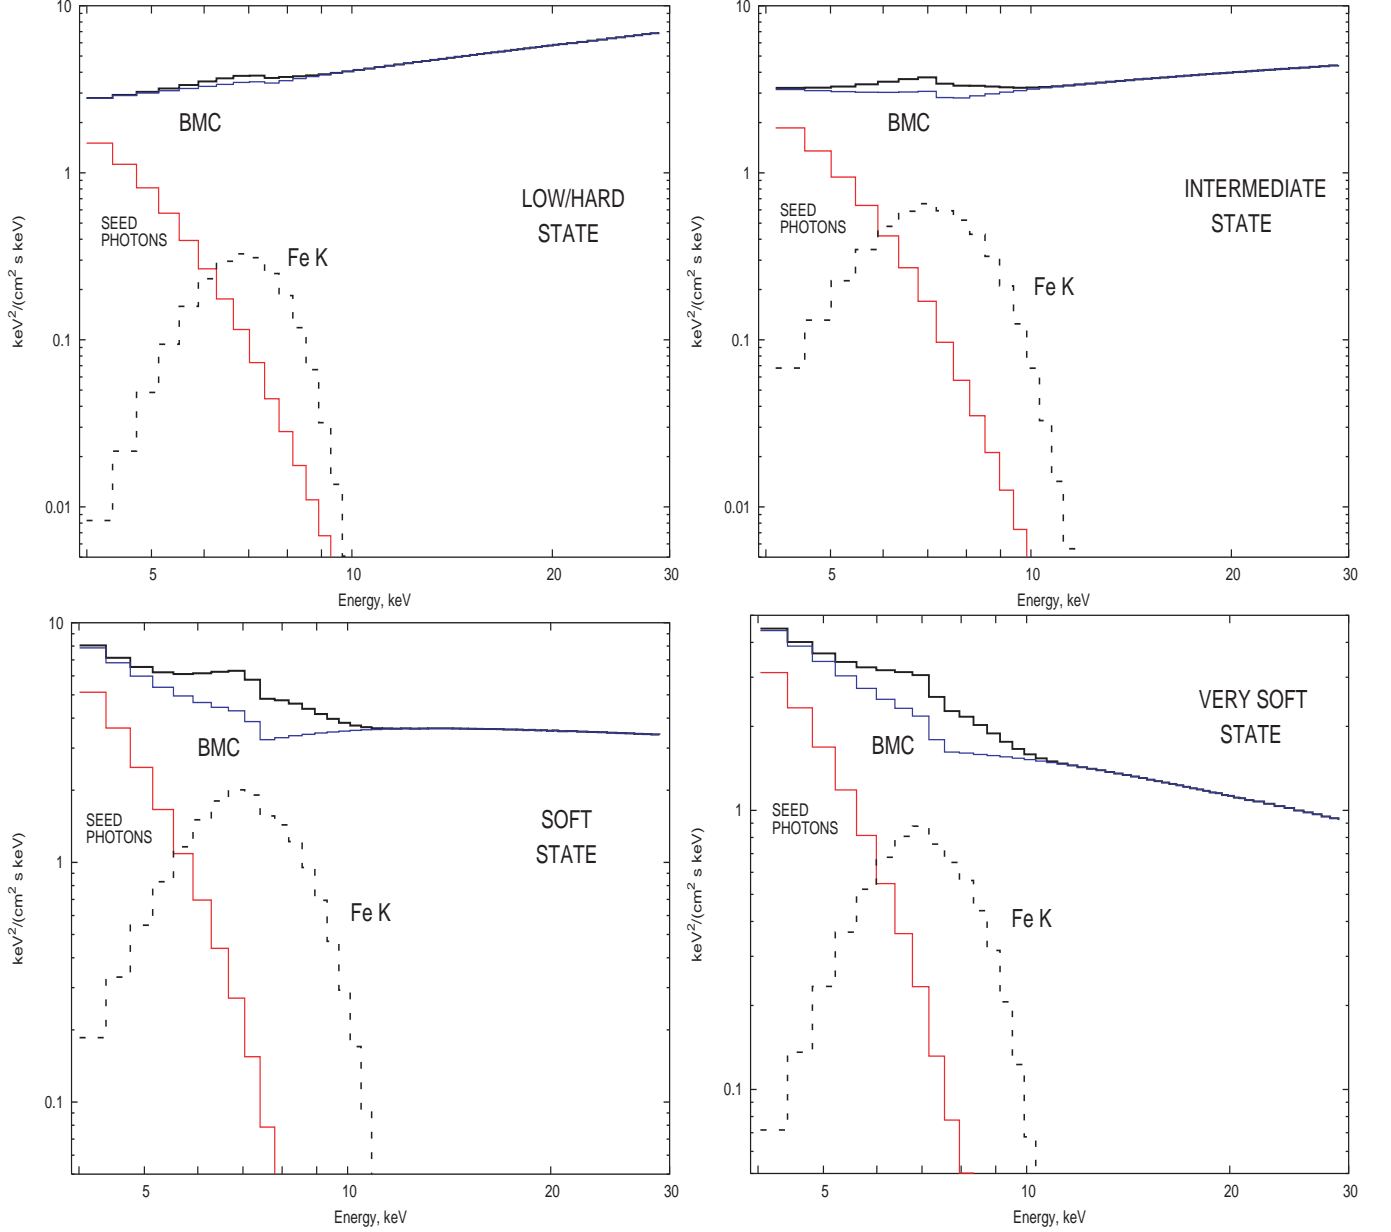 10
BMC
1
LOW/HARD
STATE
SEED
PHOTONS
Fe K
keV2/(cm2 s keV)
0.1
0.01
5
10
20
30
Energy, keV
10
BMC
1
INTERMEDIATE
STATE
SEED
PHOTONS
Fe K
keV2/(cm2 s keV)
0.1
0.01
5
10
20
30
Energy, keV
10
BMC
SEED
PHOTONS
SOFT
STATE
1
Fe K
keV2/(cm2 s keV)
0.1
5
10
20
30
Energy, keV
VERY SOFT
STATE
BMC
SEED
PHOTONS
1
Fe K
keV2/(cm2 s keV)
0.1
5
10
20
30
Energy, keV